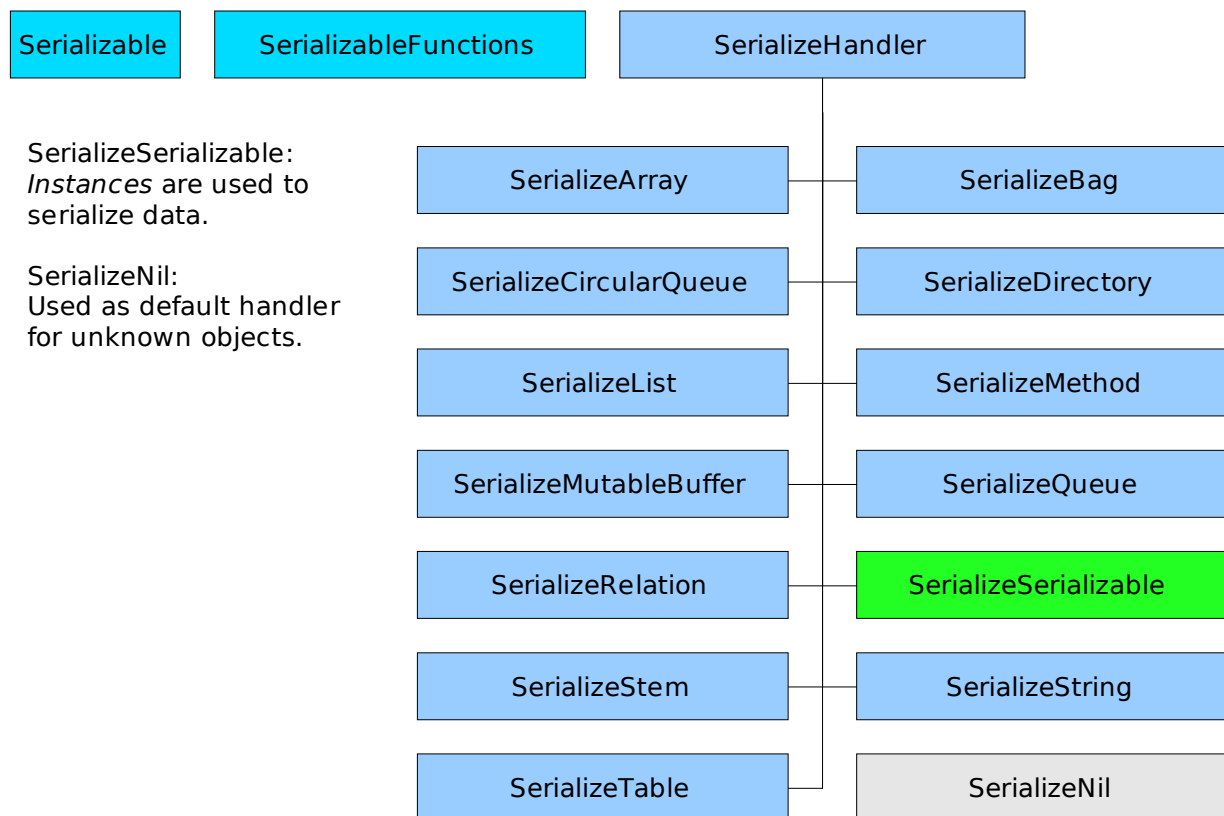 Serializable
SerializableFunctions
SerializeHandler
SerializeSerializable:
Instances are used to
serialize data.
SerializeNil:
Used as default handler
for unknown objects.
SerializeArray
SerializeBag
SerializeCircularQueue
SerializeDirectory
SerializeList
SerializeMethod
SerializeMutableBuffer
SerializeQueue
SerializeRelation
SerializeSerializable
SerializeStem
SerializeString
SerializeTable
SerializeNil